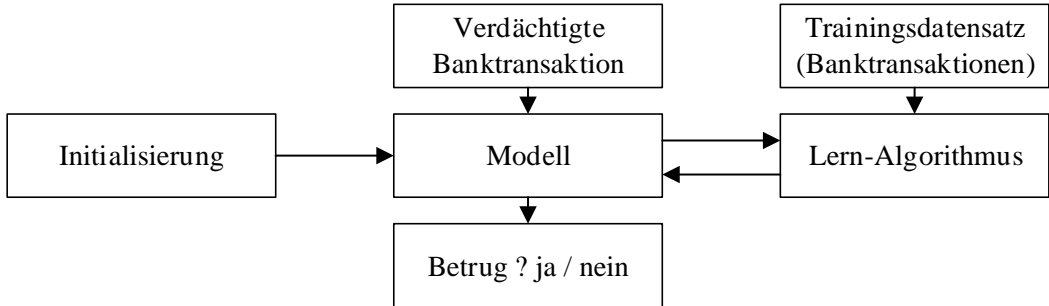 Verdächtigte
Banktransaktion
Trainingsdatensatz
(Banktransaktionen)
Initialisierung
Modell
Lern-Algorithmus
Betrug ? ja / nein